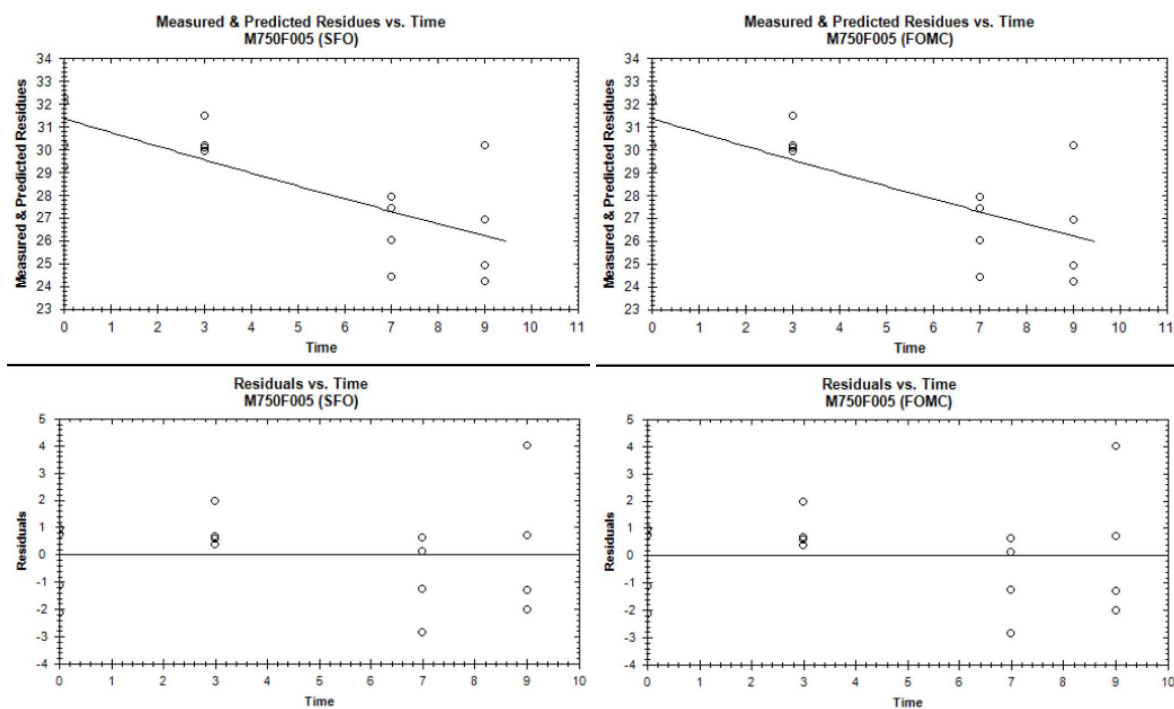 Measured & Predicted Residues vs. Time
M750F005 (SFO)
Measured & Predicted Residues
34
33
32
31
30
29
28
27
26
25
24
23
0 1 2 3 4 5 6 7 8 9 10 11
Time
Measured & Predicted Residues vs. Time
M750F005 (FOMC)
Measured & Predicted Residues
34
33
32
31
30
29
28
27
26
25
24
23
0 1 2 3 4 5 6 7 8 9 10 11
Time
Residuals vs. Time
M750F005 (SFO)
Residuals
5
4
3
2
1
0
-1
-2
-3
-4
0 1 2 3 4 5 6 7 8 9 10
Time
Residuals vs. Time
M750F005 (FOMC)
Residuals
5
4
3
2
1
0
-1
-2
-3
-4
0 1 2 3 4 5 6 7 8 9 10
Time